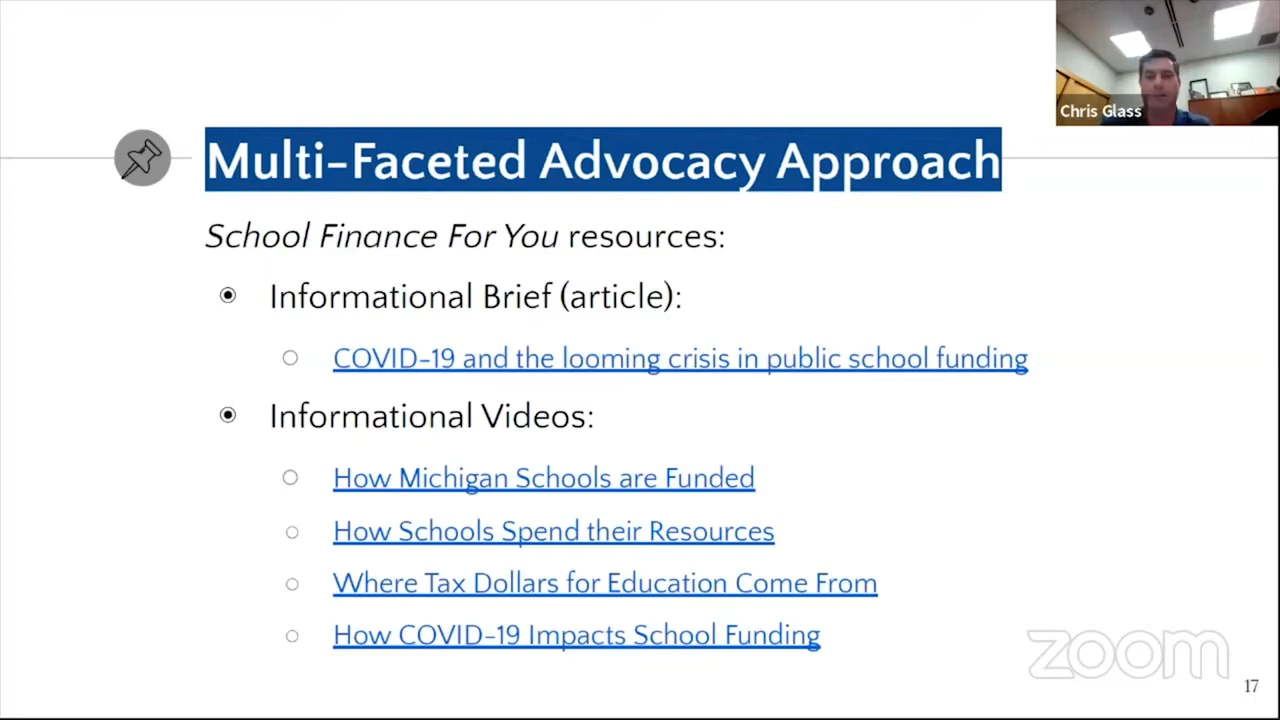 Chris Glass
Multi-Faceted Advocacy Approach
School Finance For You resources:
Informational Brief (article):
COVID-19 and the looming crisis in public school funding
Informational Videos:
How Michigan Schools are Funded
How Schools Spend their Resources
Where Tax Dollars for Education Come From
How COVID-19 Impacts School Funding
zoom
17